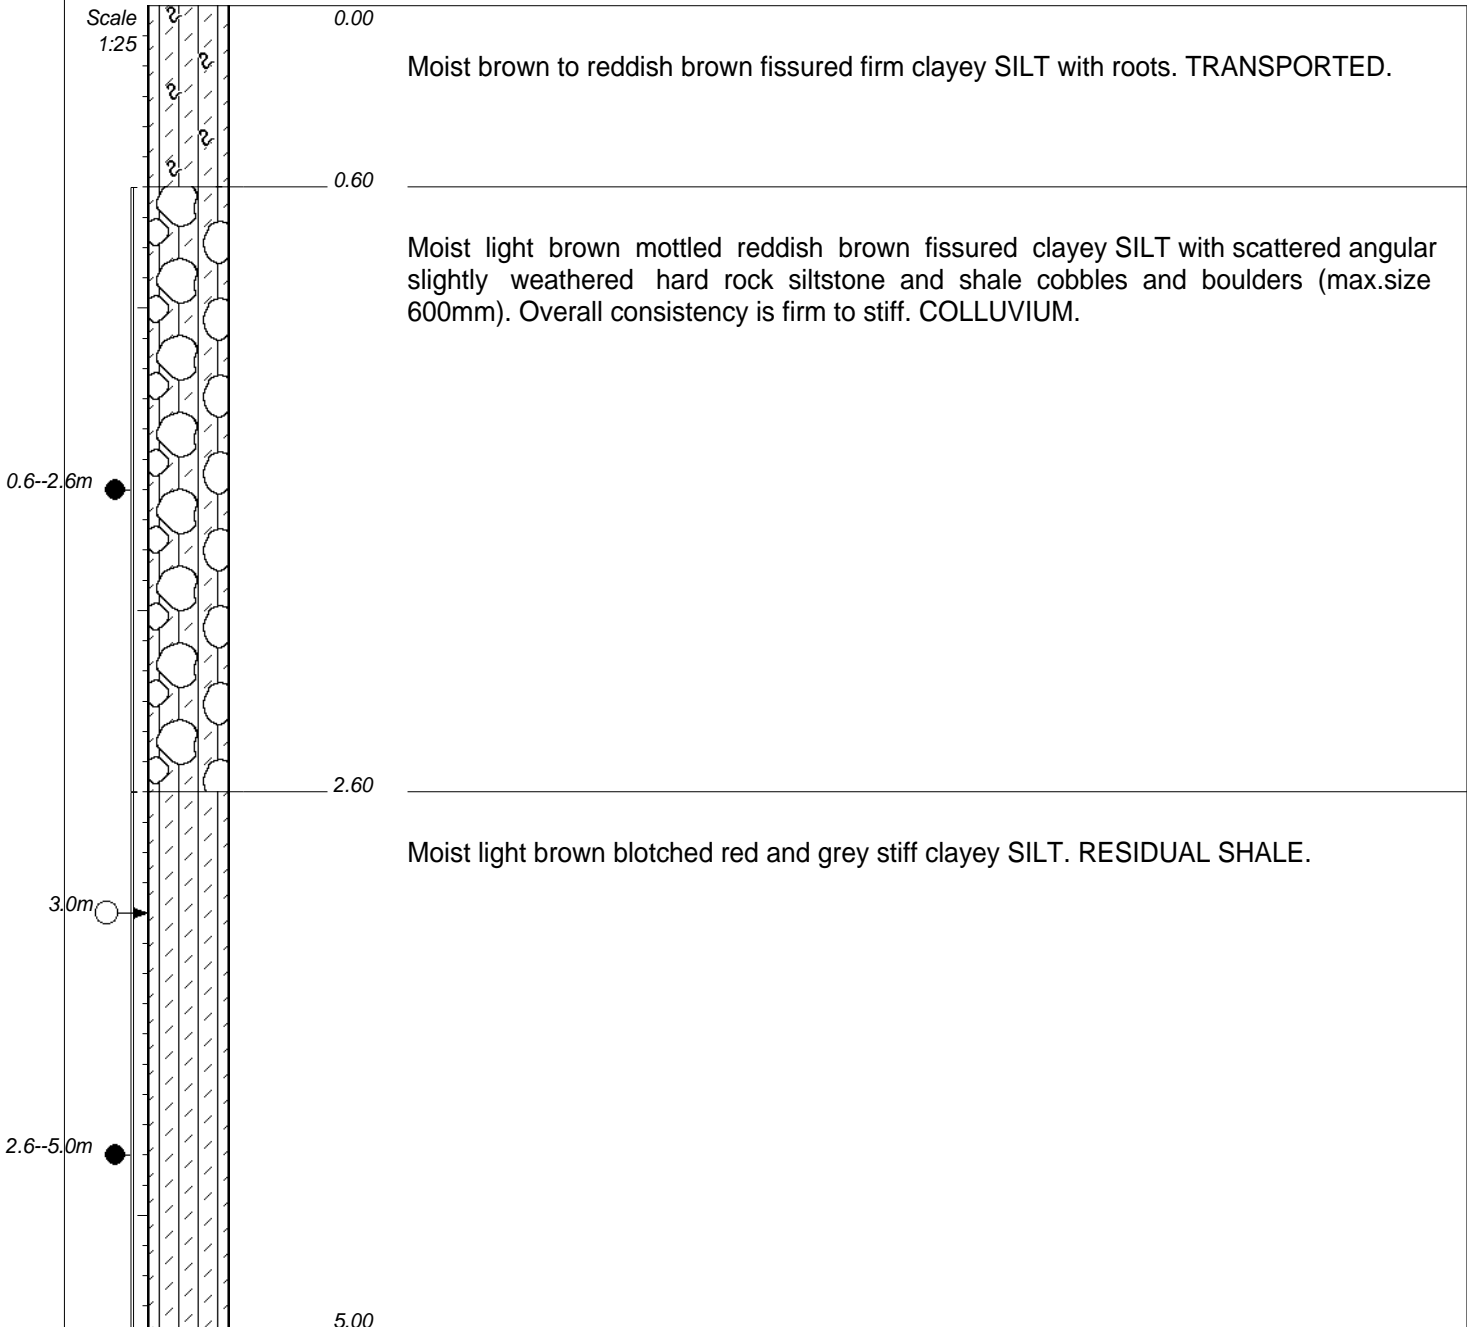 Scale
1:25
0.00
Moist brown to reddish brown fissured firm clayey SILT with roots. TRANSPORTED.
0.60
Moist light brown mottled reddish brown fissured clayey SILT with scattered angular
slightly weathered hard rock siltstone and shale cobbles and boulders (max.size
600mm). Overall consistency is firm to stiff. COLLUVIUM.
0.6--2.6m
2.60
Moist light brown blotched red and grey stiff clayey SILT. RESIDUAL SHALE.
3.0m
2.6--5.0m
5.00